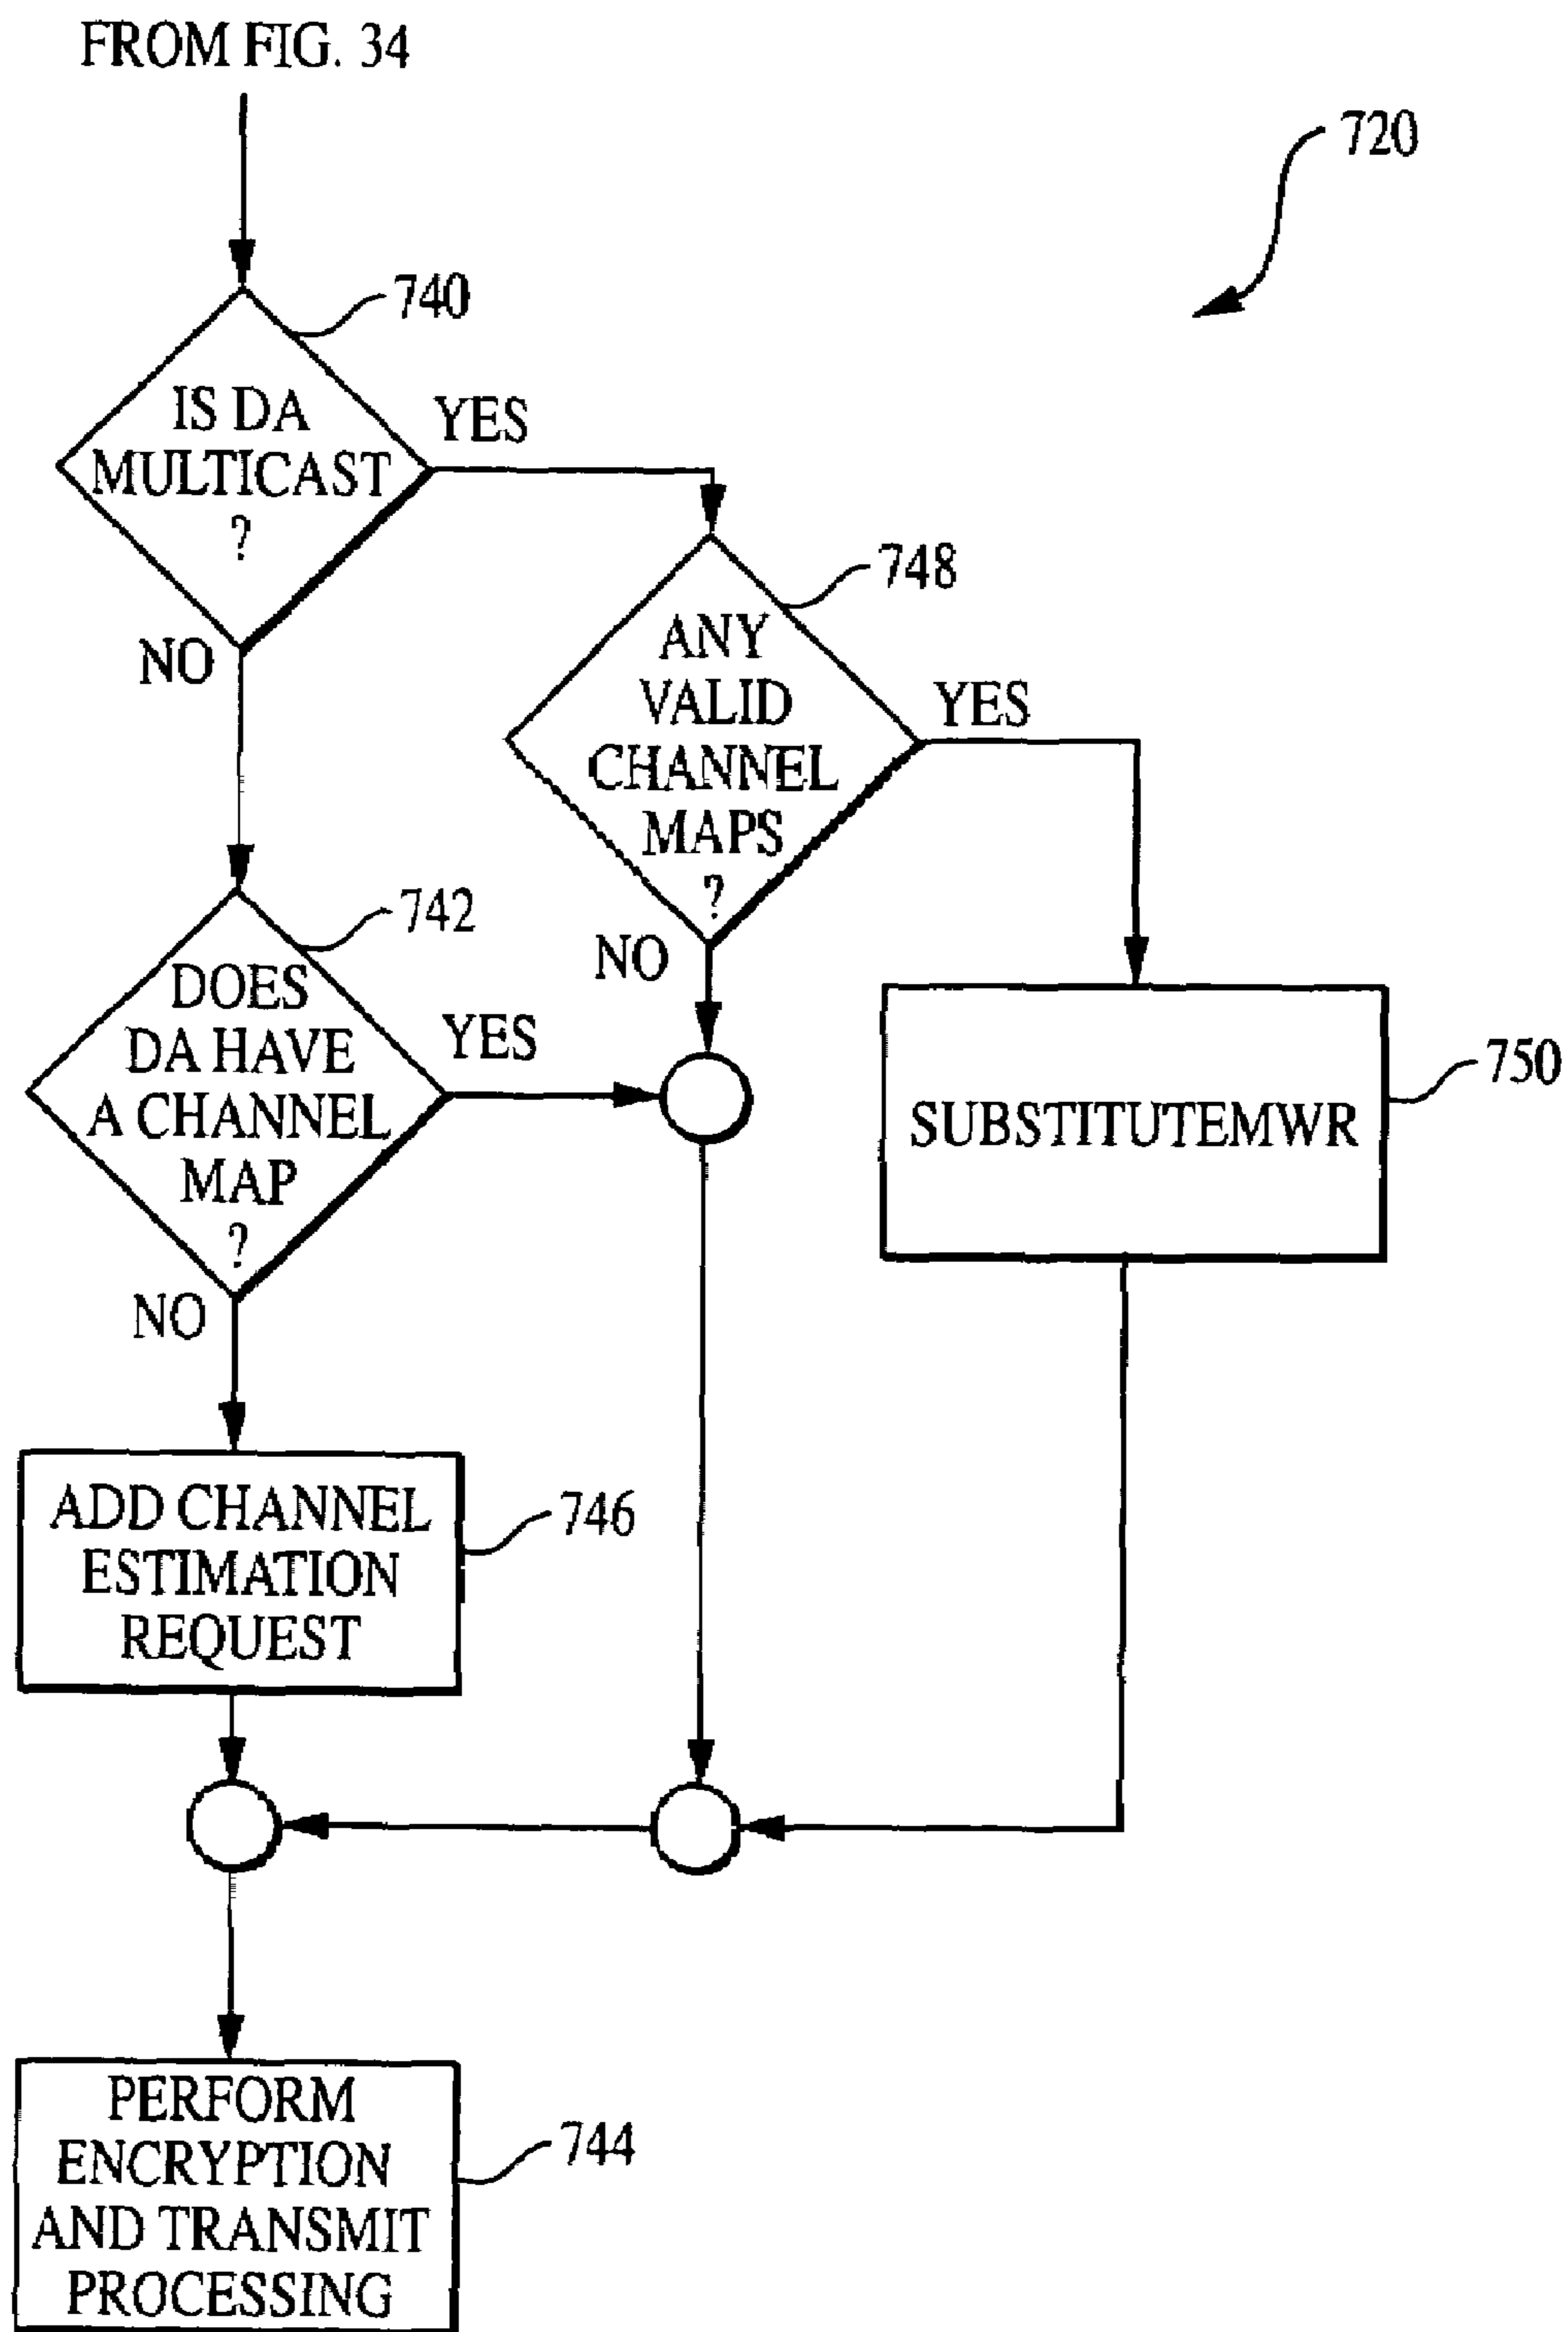 FROM FIG. 34
720
740
IS DA
MULTICAST
?
YES
NO
748
ANY
VALID
CHANNEL
MAPS
?
YES
NO
742
DOES
DA HAVE
A CHANNEL
MAP
?
YES
NO
SUBSTITUTEMWR
750
ADD CHANNEL
ESTIMATION
REQUEST
746
PERFORM
ENCRYPTION
AND TRANSMIT
PROCESSING
744